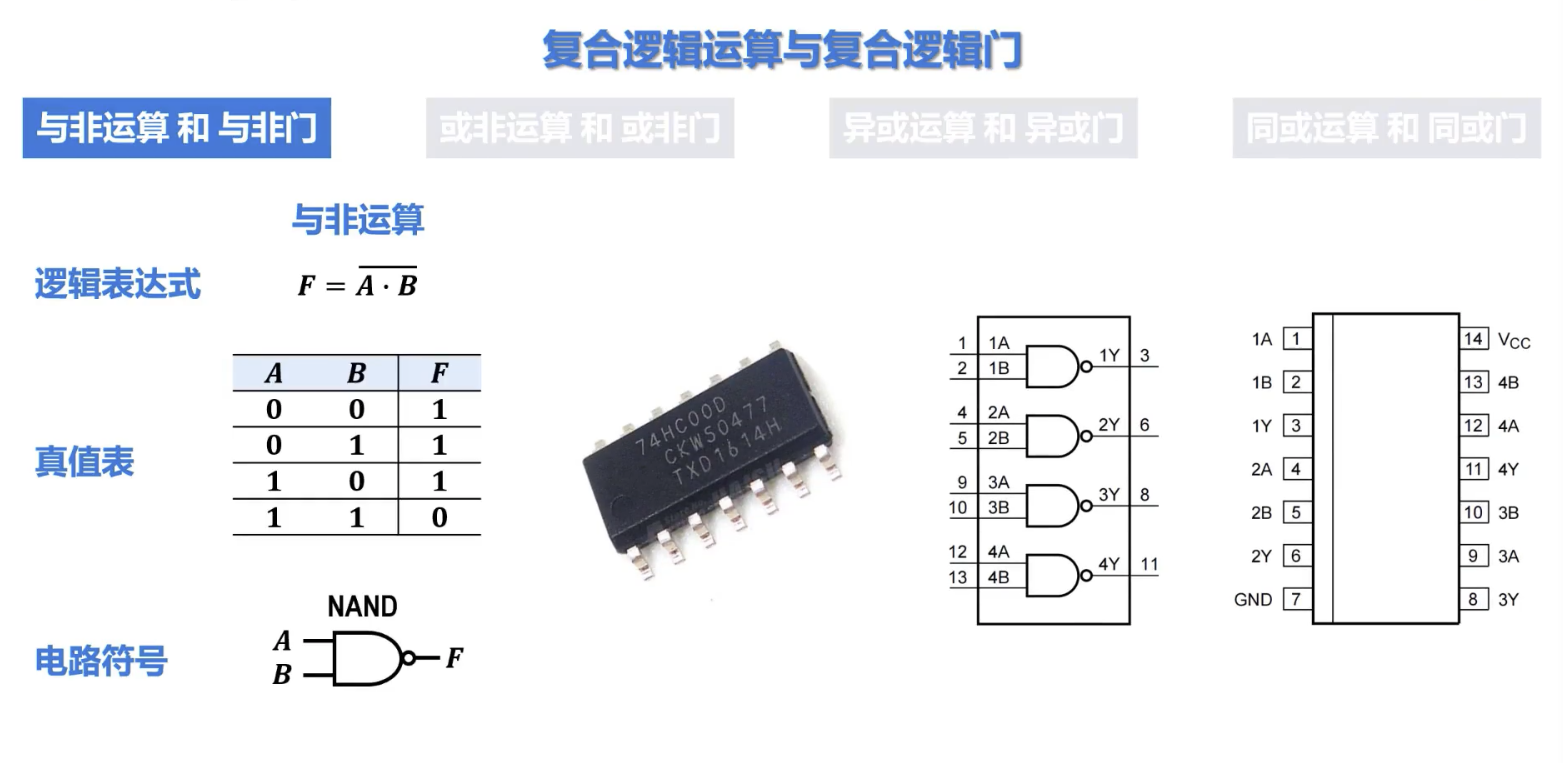 复合逻辑运算与复合逻辑门
与非运算 和 与非门
或非运算 和 或非门
异或运算 和 异或门
同或运算 和 同或门
与非运算
逻辑表达式
F = \overline{A · B}
真值表
A B F
0 0 1
0 1 1
1 0 1
1 1 0
电路符号
NAND
A
B
F
74HC00D
CKW50477
TXD1614H
1 1A
2 1B
1Y 3
4 2A
5 2B
2Y 6
9 3A
10 3B
3Y 8
12 4A
13 4B
4Y 11
1A 1
1B 2
1Y 3
2A 4
2B 5
2Y 6
GND 7
14 VCC
13 4B
12 4A
11 4Y
10 3B
9 3A
8 3Y